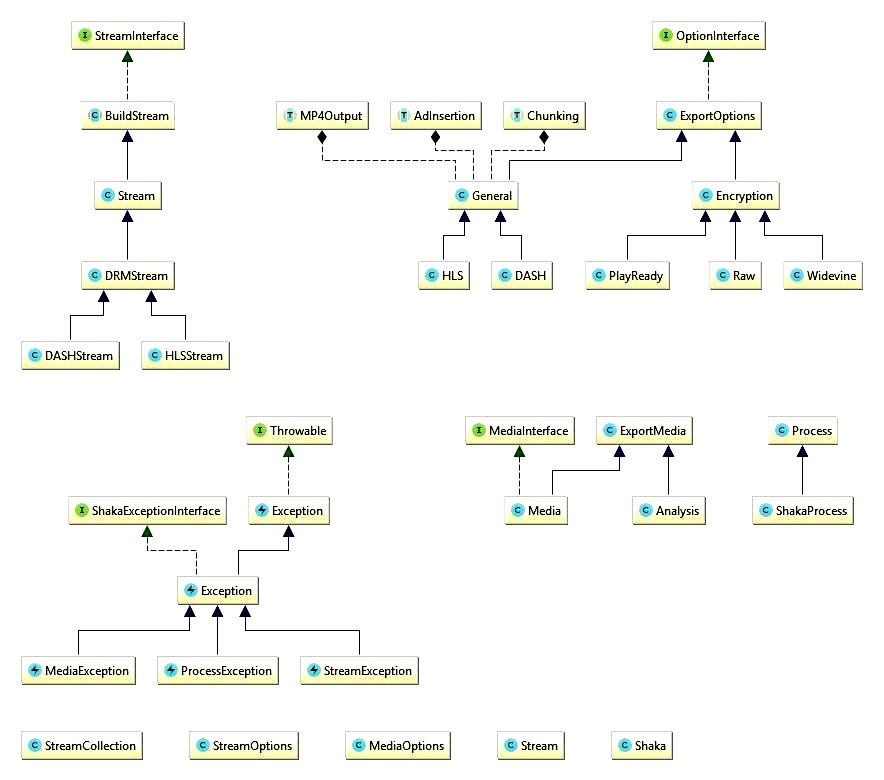 StreamInterface
OptionInterface
BuildStream
MP4Output
AdInsertion
Chunking
ExportOptions
Stream
General
Encryption
DRMStream
HLS
DASH
PlayReady
Raw
Widevine
DASHStream
HLSStream
Throwable
MediaInterface
ExportMedia
Process
ShakaExceptionInterface
Exception
Media
Analysis
ShakaProcess
Exception
MediaException
ProcessException
StreamException
StreamCollection
StreamOptions
MediaOptions
Stream
Shaka